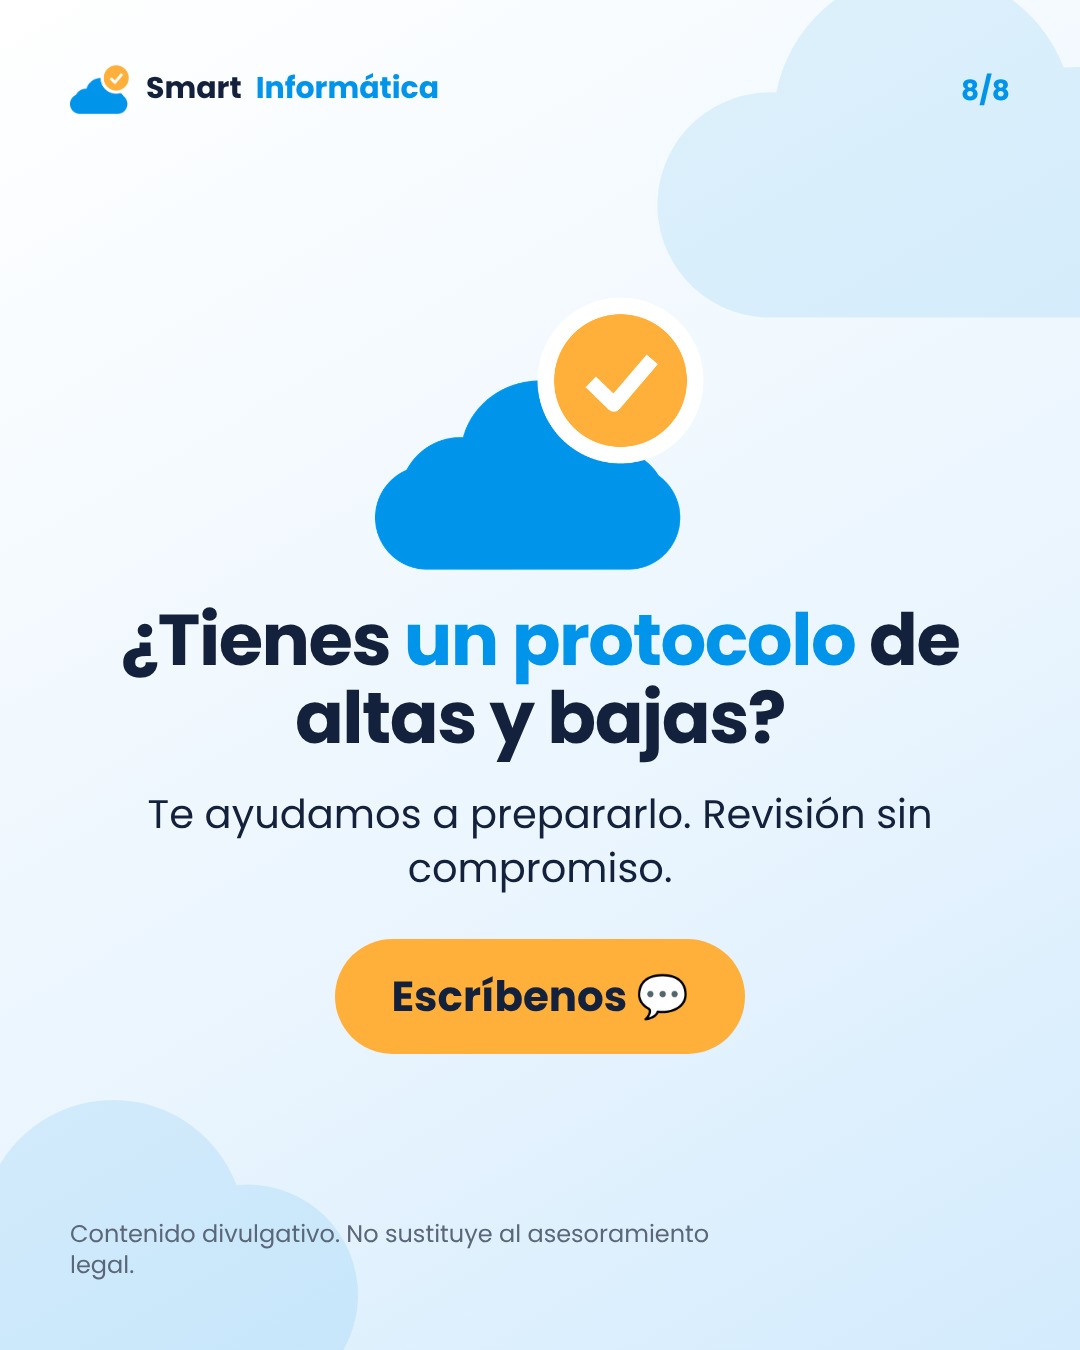 Smart Informática
8/8
¿Tienes un protocolo de
altas y bajas?
Te ayudamos a prepararlo. Revisión sin
compromiso.
Escríbenos 💬
Contenido divulgativo. No sustituye al asesoramiento
legal.